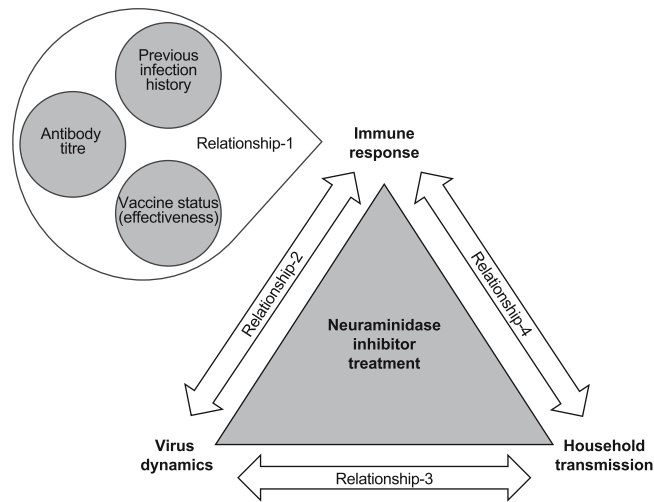 Previous
infection
history
Antibody
titre
Relationship-1
Vaccine status
(effectiveness)
Immune
response
Relationship-2
Relationship-4
Neuraminidase
inhibitor
treatment
Virus
dynamics
Household
transmission
Relationship-3